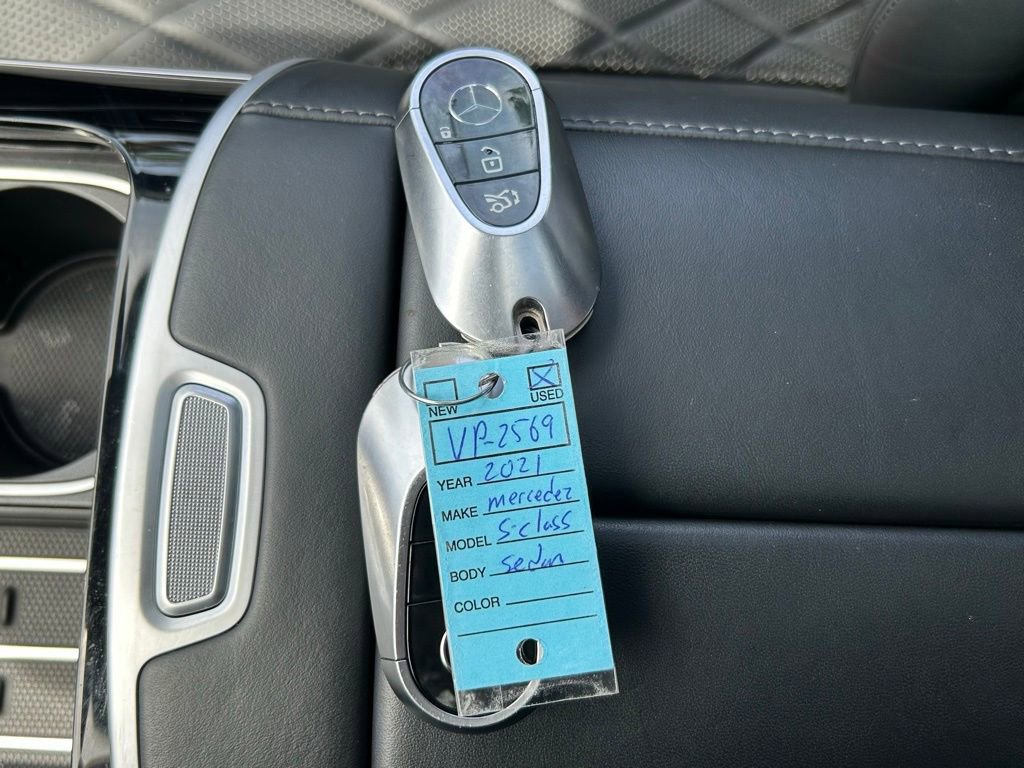 NEW USED
VP-2569
YEAR 2021
MAKE mercedez
MODEL S-class
BODY sedan
COLOR